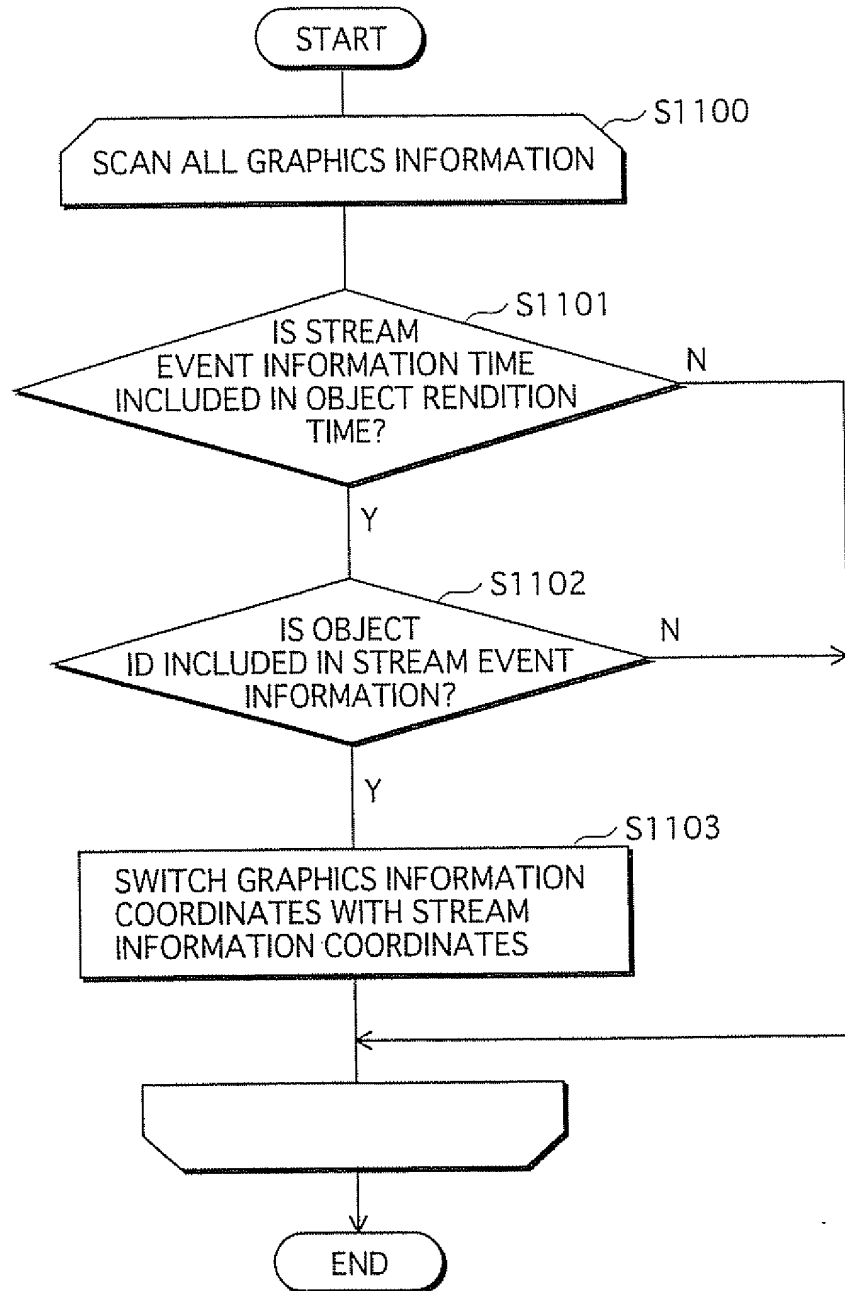 START
S1100
SCAN ALL GRAPHICS INFORMATION
S1101
IS STREAM
EVENT INFORMATION TIME
INCLUDED IN OBJECT RENDITION
TIME?
N
Y
S1102
IS OBJECT
ID INCLUDED IN STREAM EVENT
INFORMATION?
N
Y
S1103
SWITCH GRAPHICS INFORMATION
COORDINATES WITH STREAM
INFORMATION COORDINATES
END